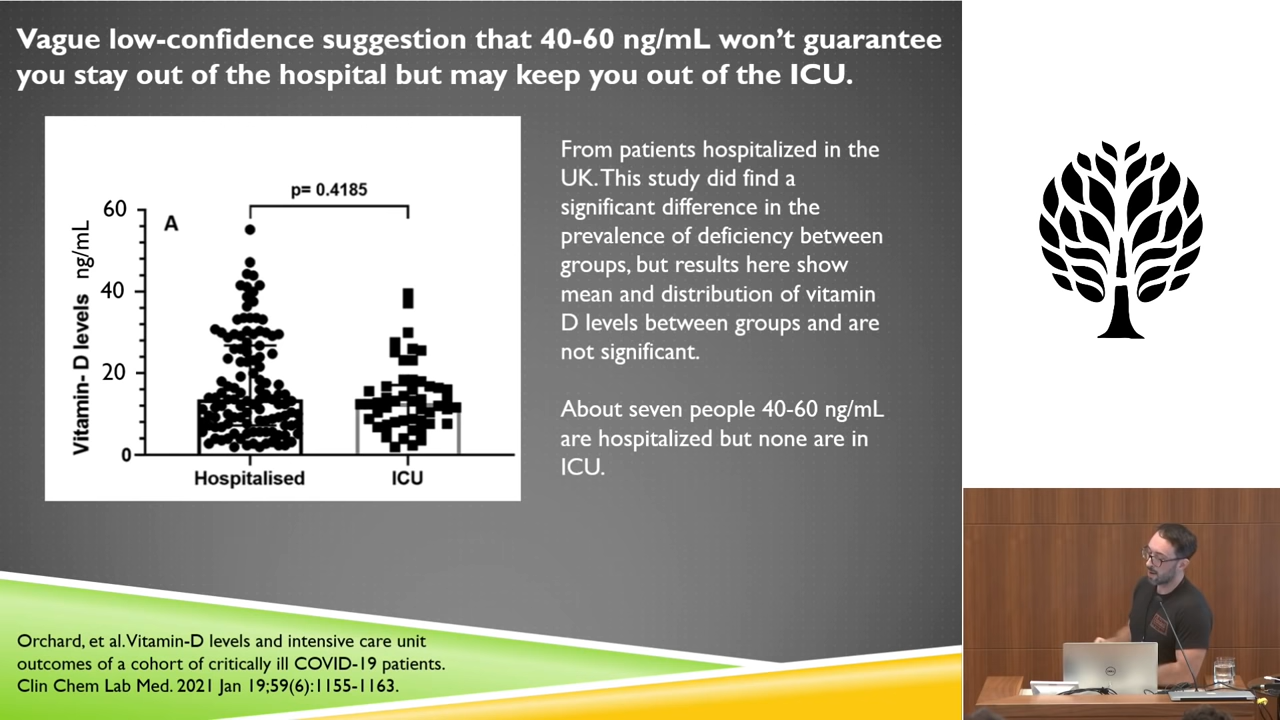 Vague low-confidence suggestion that 40-60 ng/mL won't guarantee
you stay out of the hospital but may keep you out of the ICU.
p= 0.4185
A
60
40
20
0
Vitamin-D levels ng/mL
Hospitalised
ICU
From patients hospitalized in the
UK. This study did find a
significant difference in the
prevalence of deficiency between
groups, but results here show
mean and distribution of vitamin
D levels between groups and are
not significant.
About seven people 40-60 ng/mL
are hospitalized but none are in
ICU.
Orchard, et al. Vitamin-D levels and intensive care unit
outcomes of a cohort of critically ill COVID-19 patients.
Clin Chem Lab Med. 2021 Jan 19;59(6):1155-1163.